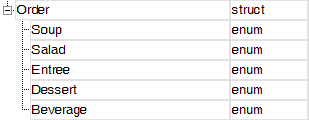 Order struct
Soup enum
Salad enum
Entree enum
Dessert enum
Beverage enum